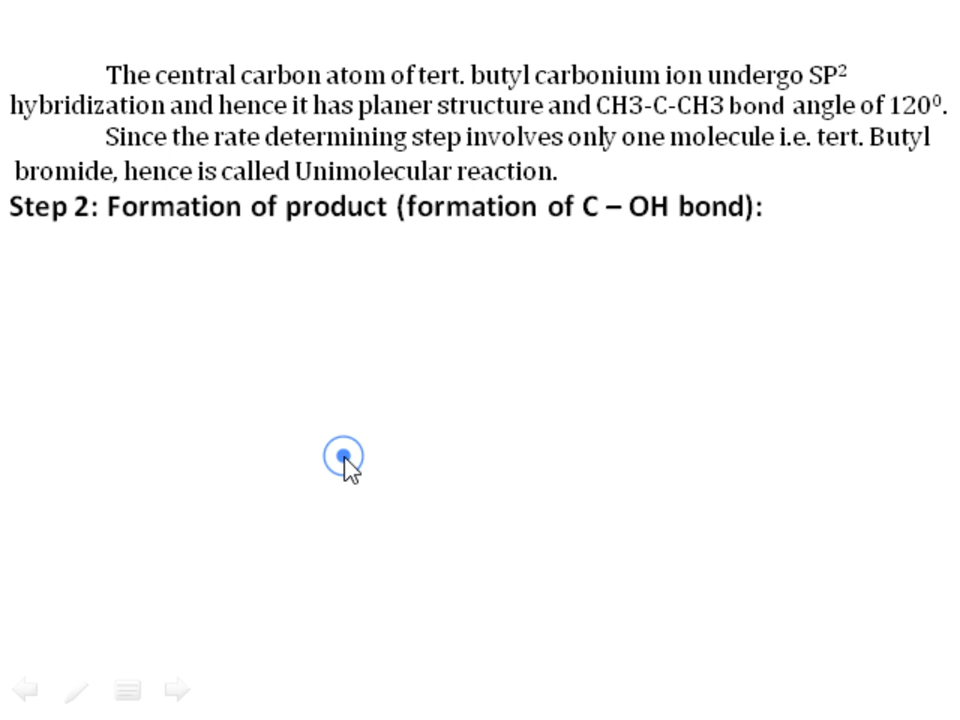 The central carbon atom of tert. butyl carbonium ion undergo SP²
hybridization and hence it has planer structure and CH3-C-CH3 bond angle of 120⁰.
Since the rate determining step involves only one molecule i.e. tert. Butyl
bromide, hence is called Unimolecular reaction.
Step 2: Formation of product (formation of C – OH bond):